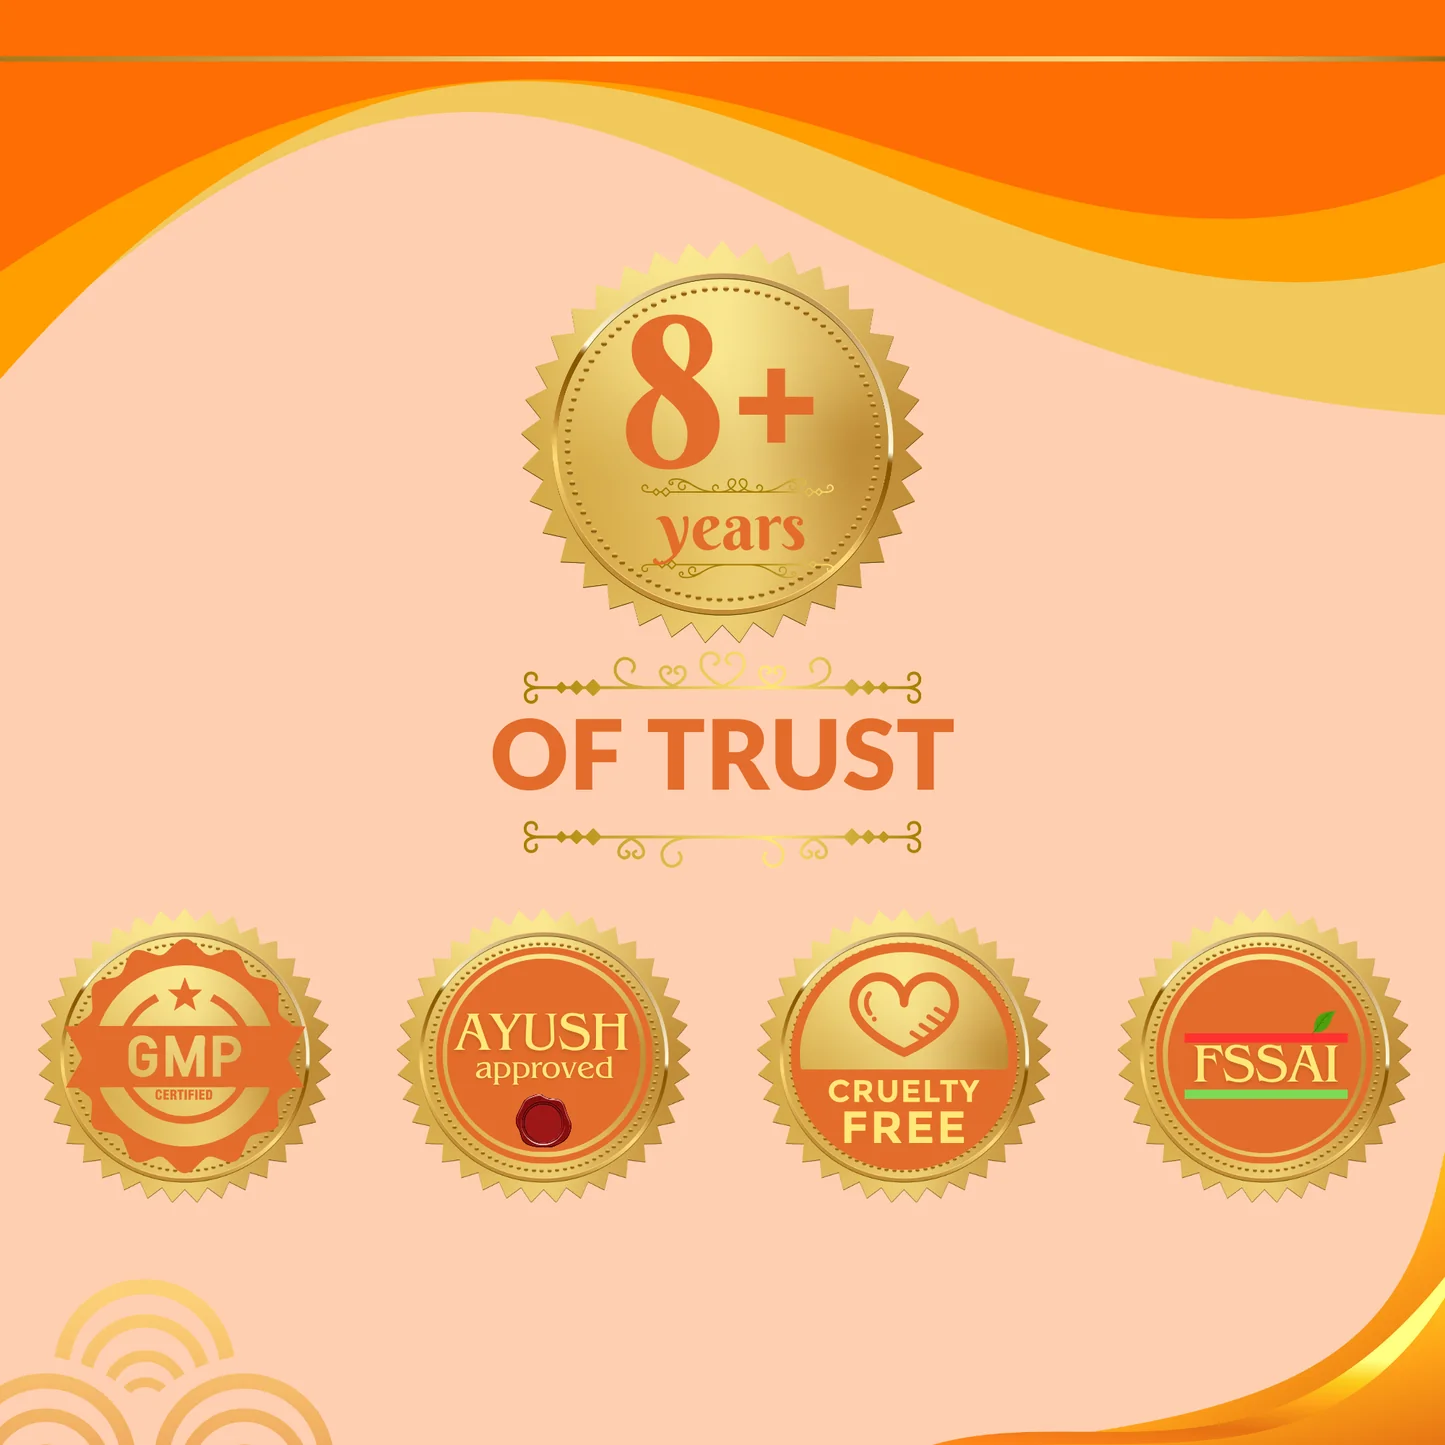 8+
years
OF TRUST
GMP
CERTIFIED
AYUSH
approved
CRUELTY
FREE
FSSAI